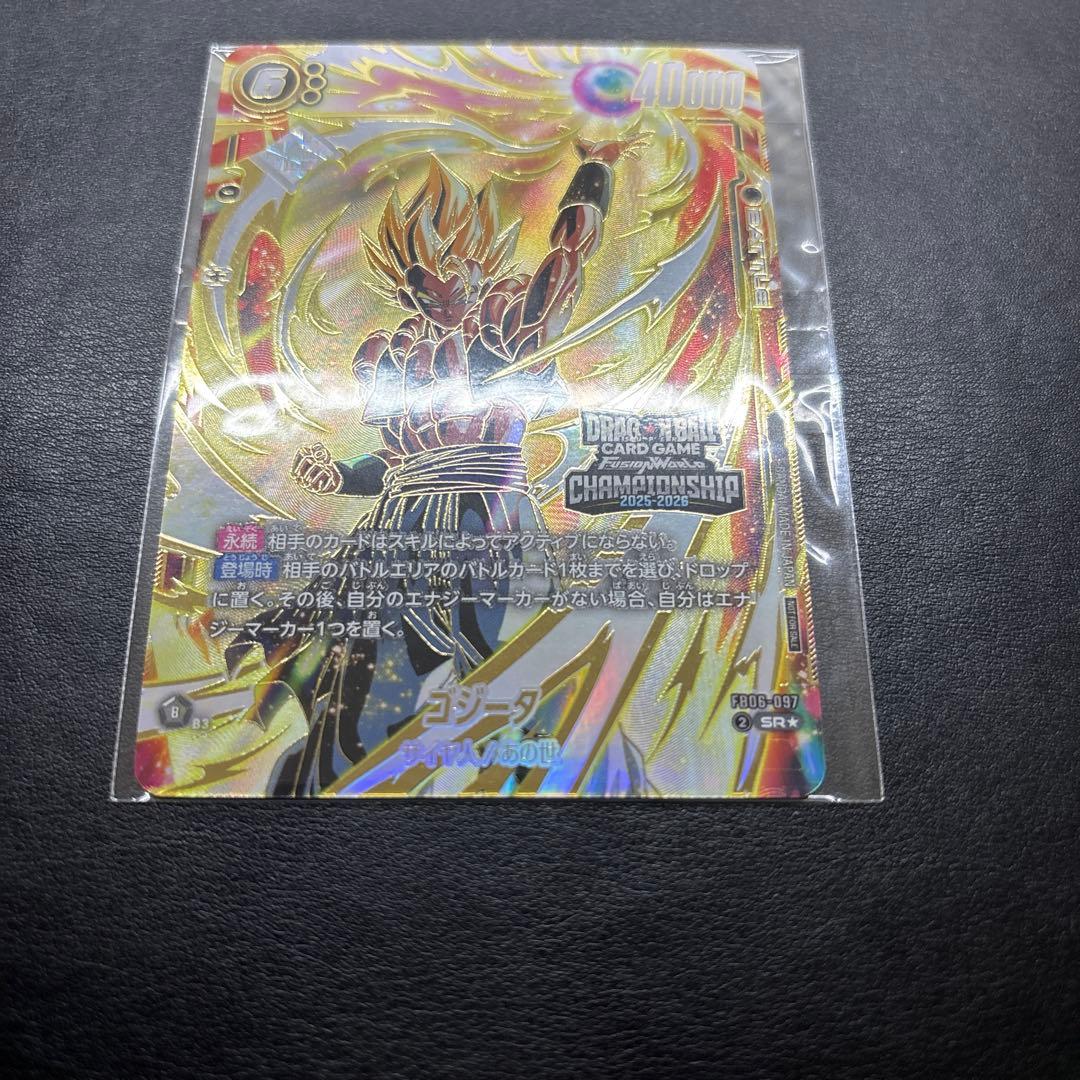 6
40000
BATTLE
DRAGON BALL
CARD GAME
FUSION WORLD
CHAMPIONSHIP
2025-2026
永続 相手のカードはスキルによってアクティブにならない。
登場時 相手のバトルエリアのバトルカード1枚までを選び、ドロップ
に置く。その後、自分のエナジーマーカーがない場合、自分はエナ
ジーマーカー1つを置く。
MADE IN JAPAN
NOT FOR SALE
ゴジータ
サイヤ人/あの世
FB06-097
2 SR★
B3